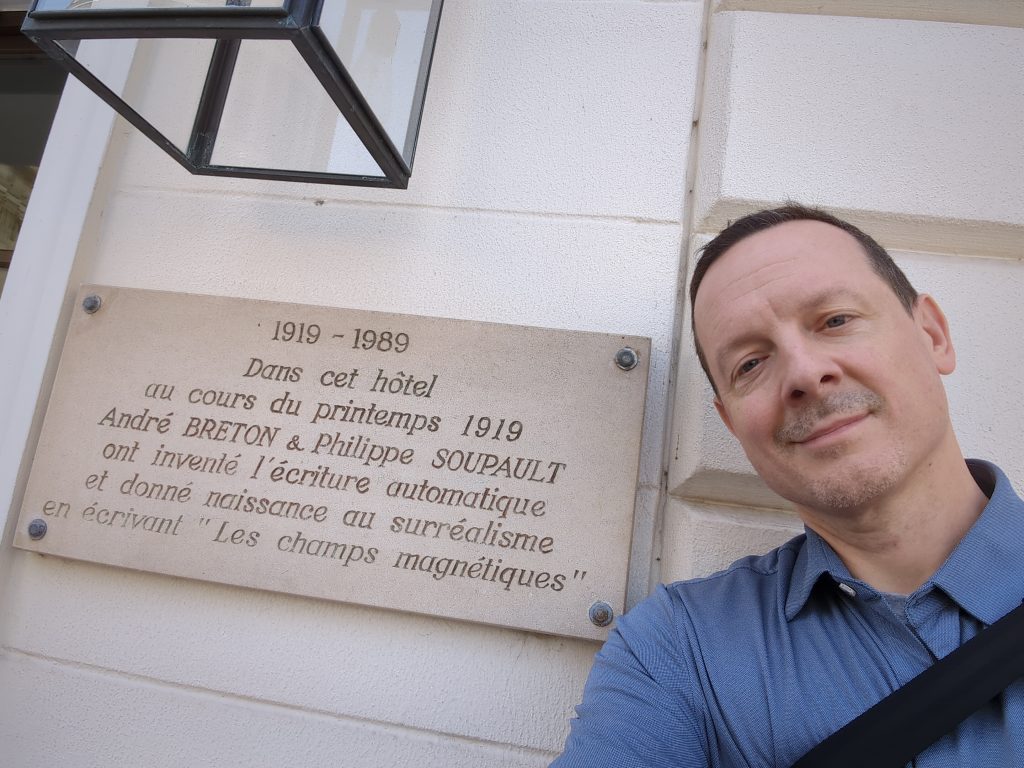 1919 - 1989
Dans cet hôtel
au cours du printemps 1919
André BRETON & Philippe SOUPAULT
ont inventé l'écriture automatique
et donné naissance au surréalisme
en écrivant "Les champs magnétiques"